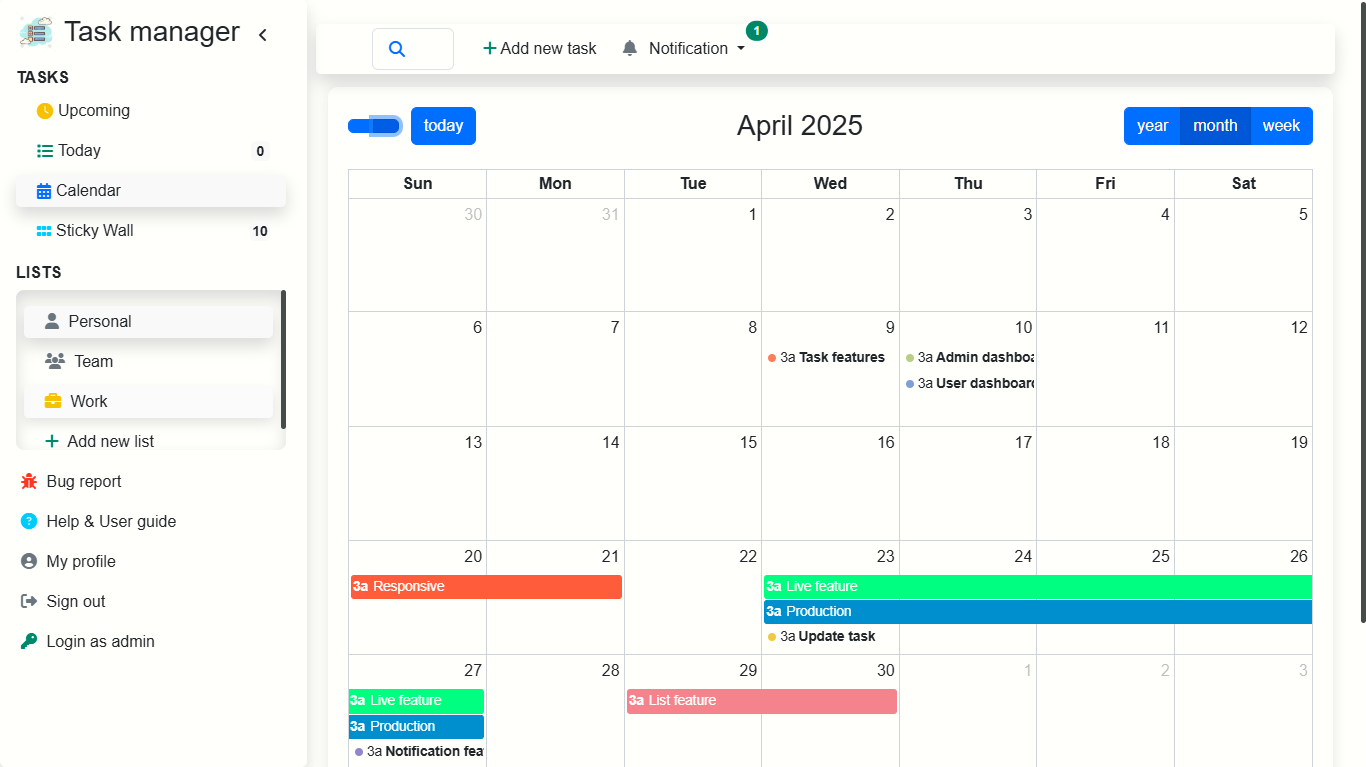 Task manager
TASKS
Upcoming
Today 0
Calendar
Sticky Wall 10
LISTS
Personal
Team
Work
Add new list
Bug report
Help & User guide
My profile
Sign out
Login as admin
Add new task
Notification 1
today
April 2025
year month week
Sun Mon Tue Wed Thu Fri Sat
30 31 1 2 3 4 5
6 7 8 9 10 11 12
3a Task features
3a Admin dashboa
3a User dashboard
13 14 15 16 17 18 19
20 21 22 23 24 25 26
3a Responsive
3a Live feature
3a Production
3a Update task
27 28 29 30 1 2 3
3a Live feature
3a List feature
3a Production
3a Notification fea